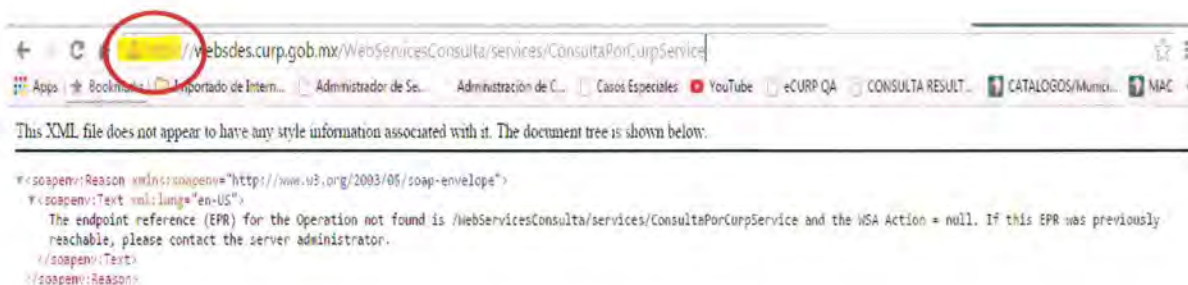 //websdes.curp.gob.mx/WebServicesConsulta/services/ConsultaPorCurpService
Apps Bookmarks Importado de Intern... Administrador de Se... Administración de C... Casos Especiales YouTube eCURP QA CONSULTA RESULT... CATALOGOS/Munici... MAC
This XML file does not appear to have any style information associated with it. The document tree is shown below.
▼<soapenv:Reason xmlns:soapenv="http://www.w3.org/2003/05/soap-envelope">
▼<soapenv:Text xml:lang="en-US">
The endpoint reference (EPR) for the Operation not found is /WebServicesConsulta/services/ConsultaPorCurpService and the WSA Action = null. If this EPR was previously
reachable, please contact the server administrator.
</soapenv:Text>
</soapenv:Reason>